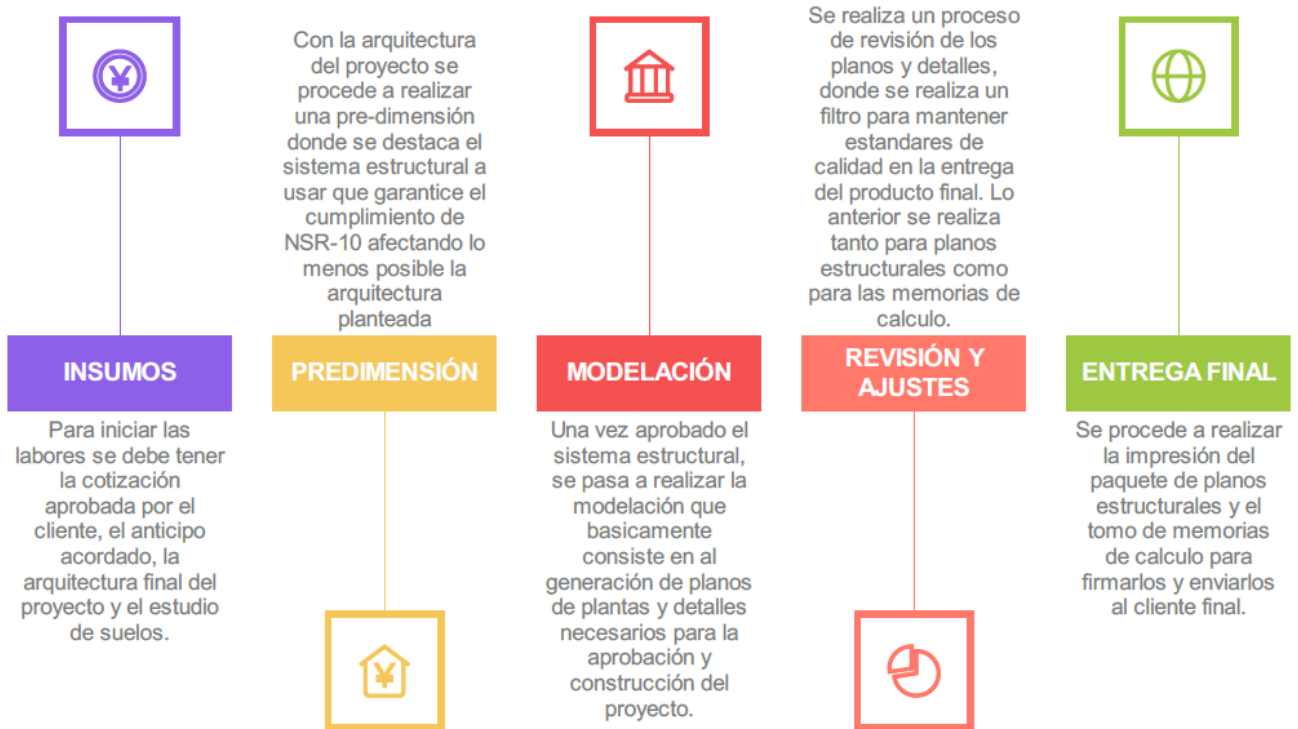 INSUMOS
Para iniciar las
labores se debe tener
la cotización
aprobada por el
cliente, el anticipo
acordado, la
arquitectura final del
proyecto y el estudio
de suelos.
Con la arquitectura
del proyecto se
procede a realizar
una pre-dimensión
donde se destaca el
sistema estructural a
usar que garantice el
cumplimiento de
NSR-10 afectando lo
menos posible la
arquitectura
planteada
PREDIMENSIÓN
MODELACIÓN
Una vez aprobado el
sistema estructural,
se pasa a realizar la
modelación que
basicamente
consiste en al
generación de planos
de plantas y detalles
necesarios para la
aprobación y
construcción del
proyecto.
Se realiza un proceso
de revisión de los
planos y detalles,
donde se realiza un
filtro para mantener
estandares de
calidad en la entrega
del producto final. Lo
anterior se realiza
tanto para planos
estructurales como
para las memorias de
calculo.
REVISIÓN Y
AJUSTES
ENTREGA FINAL
Se procede a realizar
la impresión del
paquete de planos
estructurales y el
tomo de memorias
de calculo para
firmarlos y enviarlos
al cliente final.